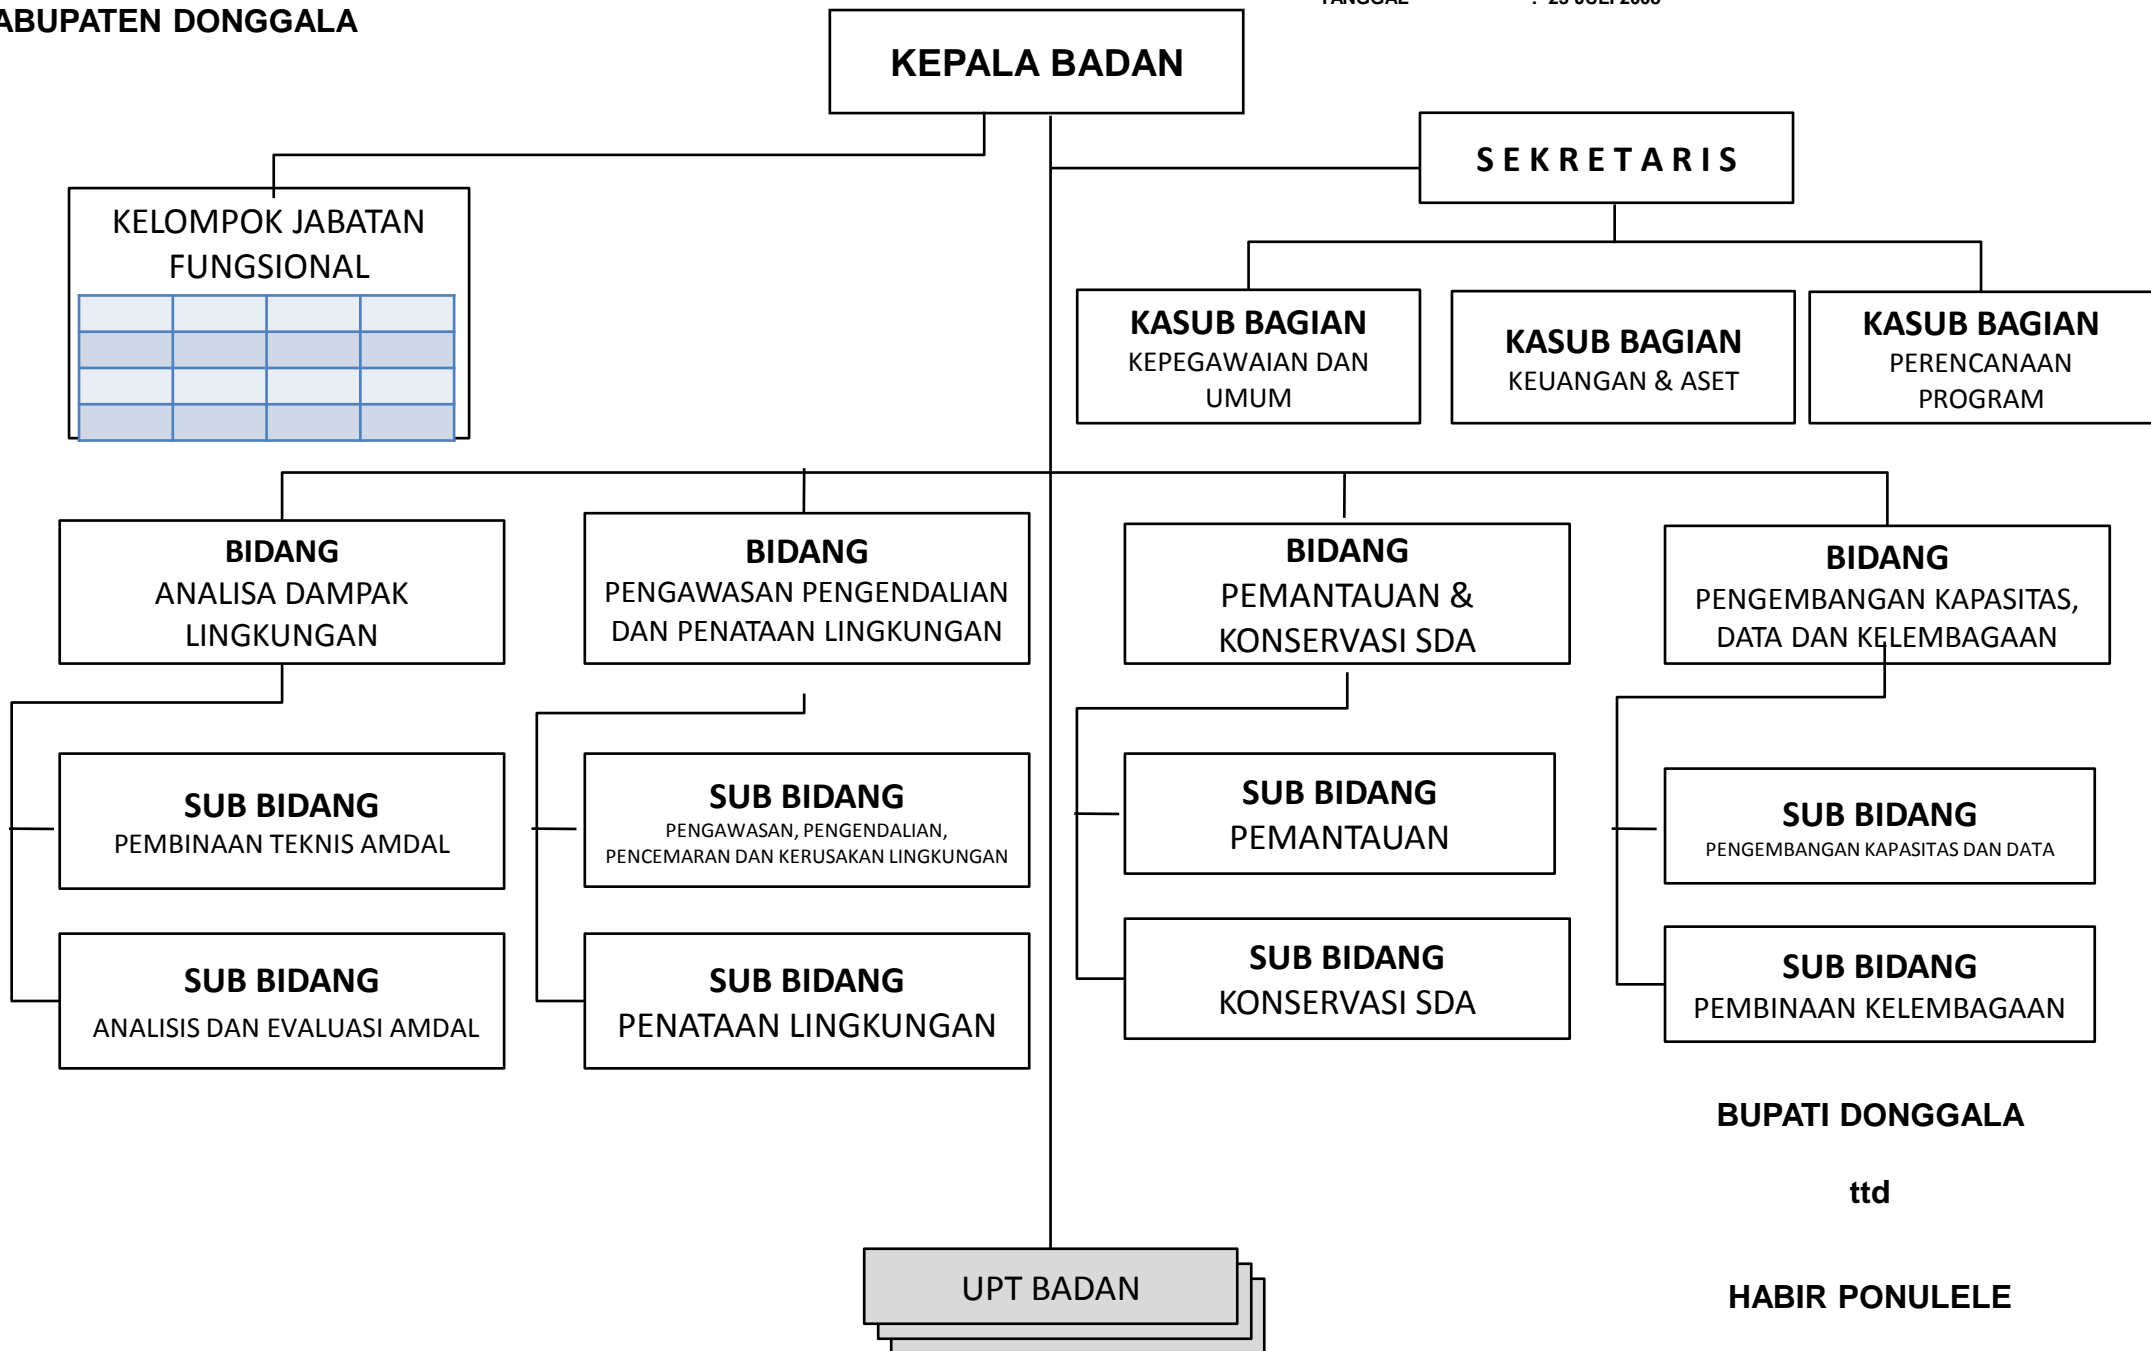 ABUPATEN DONGGALA
TANGGAL : 23 JULI 2008
KEPALA BADAN
S E K R E T A R I S
KELOMPOK JABATAN
FUNGSIONAL
KASUB BAGIAN
KEPEGAWAIAN DAN
UMUM
KASUB BAGIAN
KEUANGAN & ASET
KASUB BAGIAN
PERENCANAAN
PROGRAM
BIDANG
ANALISA DAMPAK
LINGKUNGAN
BIDANG
PENGAWASAN PENGENDALIAN
DAN PENATAAN LINGKUNGAN
BIDANG
PEMANTAUAN &
KONSERVASI SDA
BIDANG
PENGEMBANGAN KAPASITAS,
DATA DAN KELEMBAGAAN
SUB BIDANG
PEMBINAAN TEKNIS AMDAL
SUB BIDANG
PENGAWASAN, PENGENDALIAN,
PENCEMARAN DAN KERUSAKAN LINGKUNGAN
SUB BIDANG
PEMANTAUAN
SUB BIDANG
PENGEMBANGAN KAPASITAS DAN DATA
SUB BIDANG
ANALISIS DAN EVALUASI AMDAL
SUB BIDANG
PENATAAN LINGKUNGAN
SUB BIDANG
KONSERVASI SDA
SUB BIDANG
PEMBINAAN KELEMBAGAAN
BUPATI DONGGALA
ttd
HABIR PONULELE
UPT BADAN